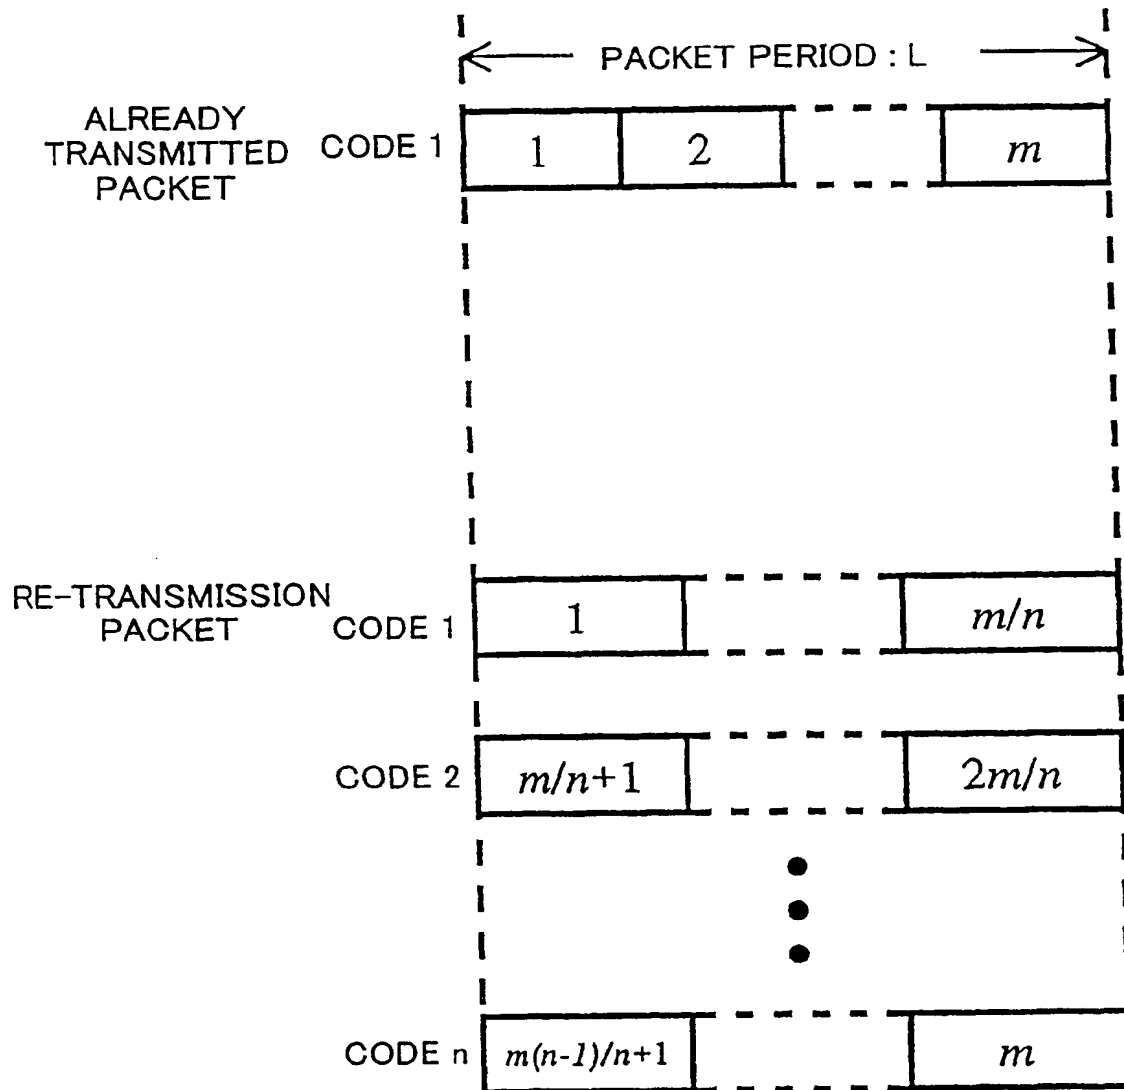 PACKET PERIOD : L
ALREADY
TRANSMITTED
PACKET
CODE 1
1
2
m
RE-TRANSMISSION
PACKET
CODE 1
1
m/n
CODE 2
m/n+1
2m/n
CODE n
m(n-1)/n+1
m